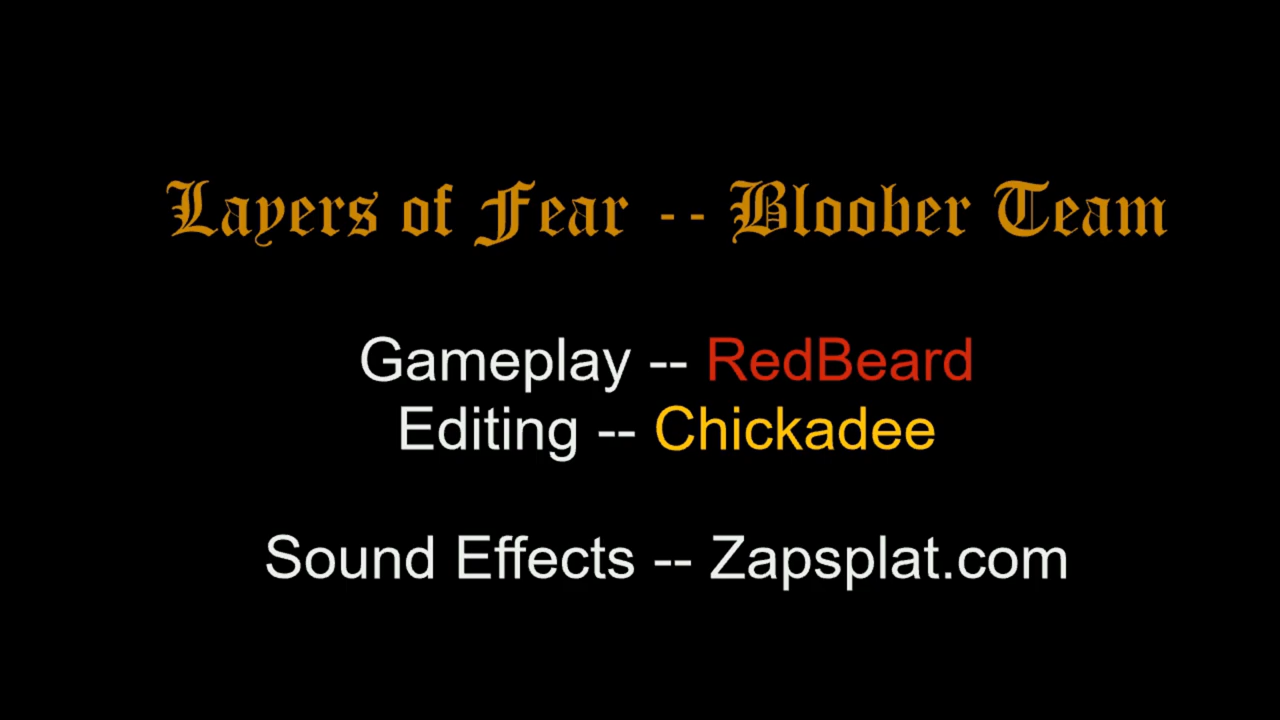 Layers of Fear -- Bloober Team
Gameplay -- RedBeard
Editing -- Chickadee
Sound Effects -- Zapsplat.com